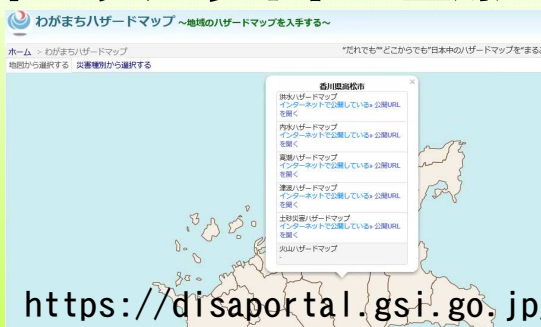 わがまちハザードマップ ～地域のハザードマップを入手する～
ホーム > わがまちハザードマップ
"だれでも""どこからでも"日本中のハザードマップを"まるご
地図から選択する 災害種別から選択する
香川県高松市
洪水ハザードマップ
インターネットで公開している» 公開URL
を開く
内水ハザードマップ
インターネットで公開している» 公開URL
を開く
高潮ハザードマップ
インターネットで公開している» 公開URL
を開く
津波ハザードマップ
インターネットで公開している» 公開URL
を開く
土砂災害ハザードマップ
インターネットで公開している» 公開URL
を開く
火山ハザードマップ
-
https://disaportal.gsi.go.jp/